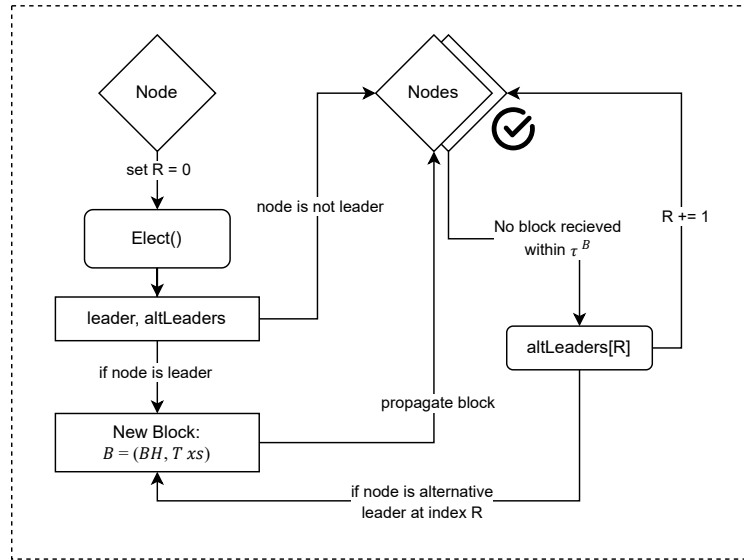 Node
Nodes
set R = 0
node is not leader
R += 1
Elect()
No block recieved
within τ^B
leader, altLeaders
altLeaders[R]
if node is leader
propagate block
New Block:
B = (BH, T xs)
if node is alternative
leader at index R